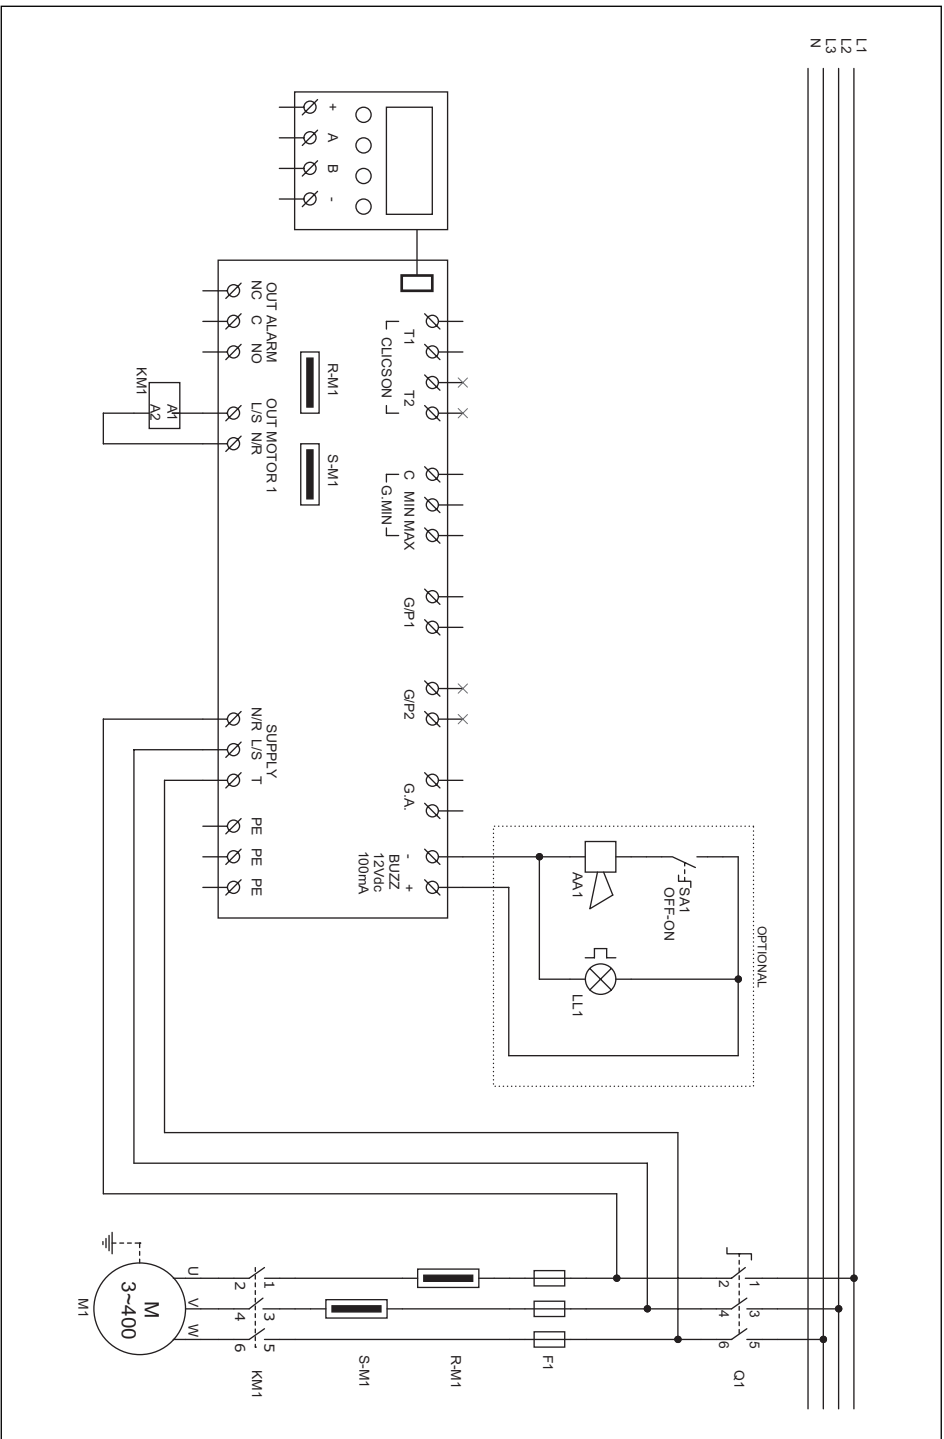 L1
L2
L3
N
+
A
B
-
T1
T2
CLICSON
C MIN MAX
G.MIN
G/P1
G/P2
G.A.
- +
BUZZ
12Vdc
100mA
R-M1
S-M1
OUT ALARM
NC C NO
OUT MOTOR 1
L/S N/R
SUPPLY
N/R L/S T
PE PE PE
KM1
A1
A2
OPTIONAL
SA1
OFF-ON
AA1
LL1
1 3 5
2 4 6
Q1
F1
R-M1
S-M1
1 3 5
2 4 6
KM1
U V W
M
3~400
M1